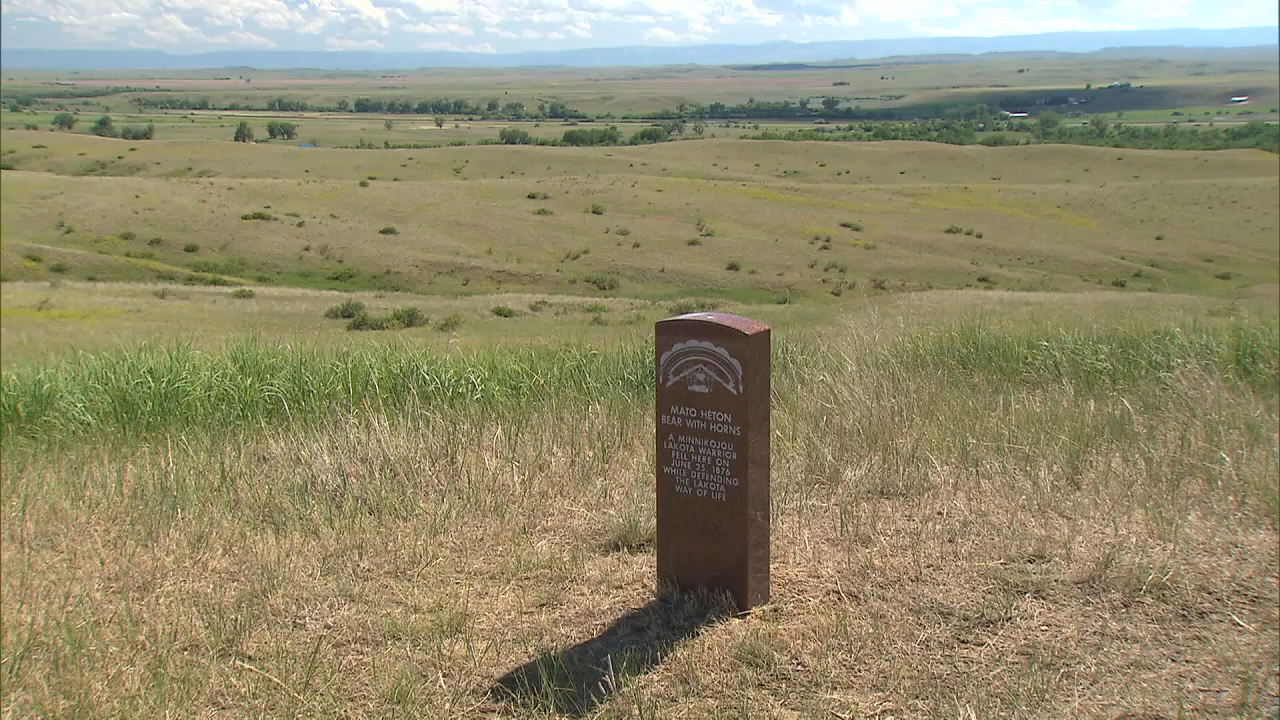 MATO HETON
BEAR WITH HORNS
A MINNIKOJOU
LAKOTA WARRIOR
FELL HERE ON
JUNE 25, 1876
WHILE DEFENDING
THE LAKOTA
WAY OF LIFE